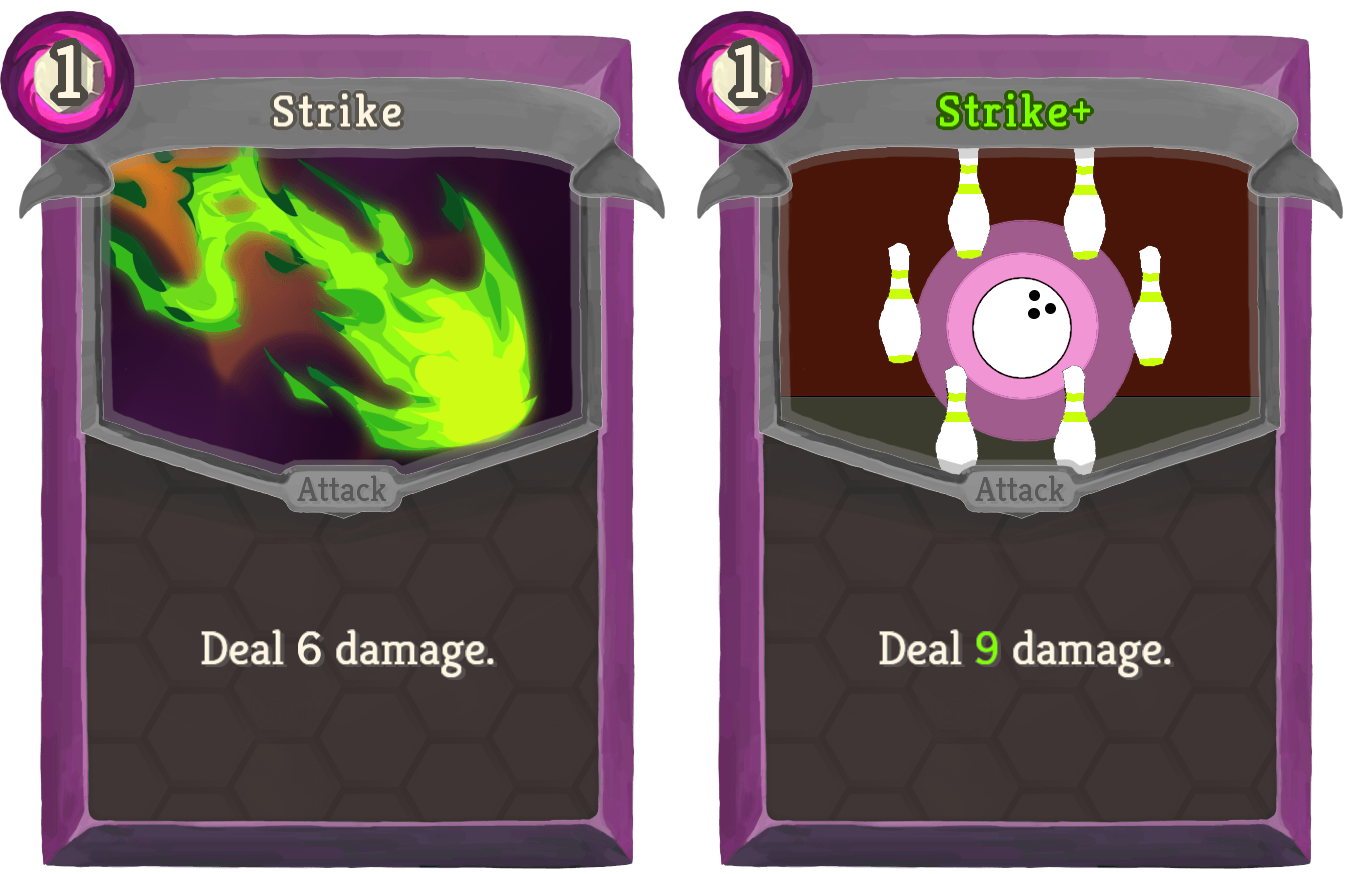 1
Strike
Attack
Deal 6 damage.
1
Strike+
Attack
Deal 9 damage.